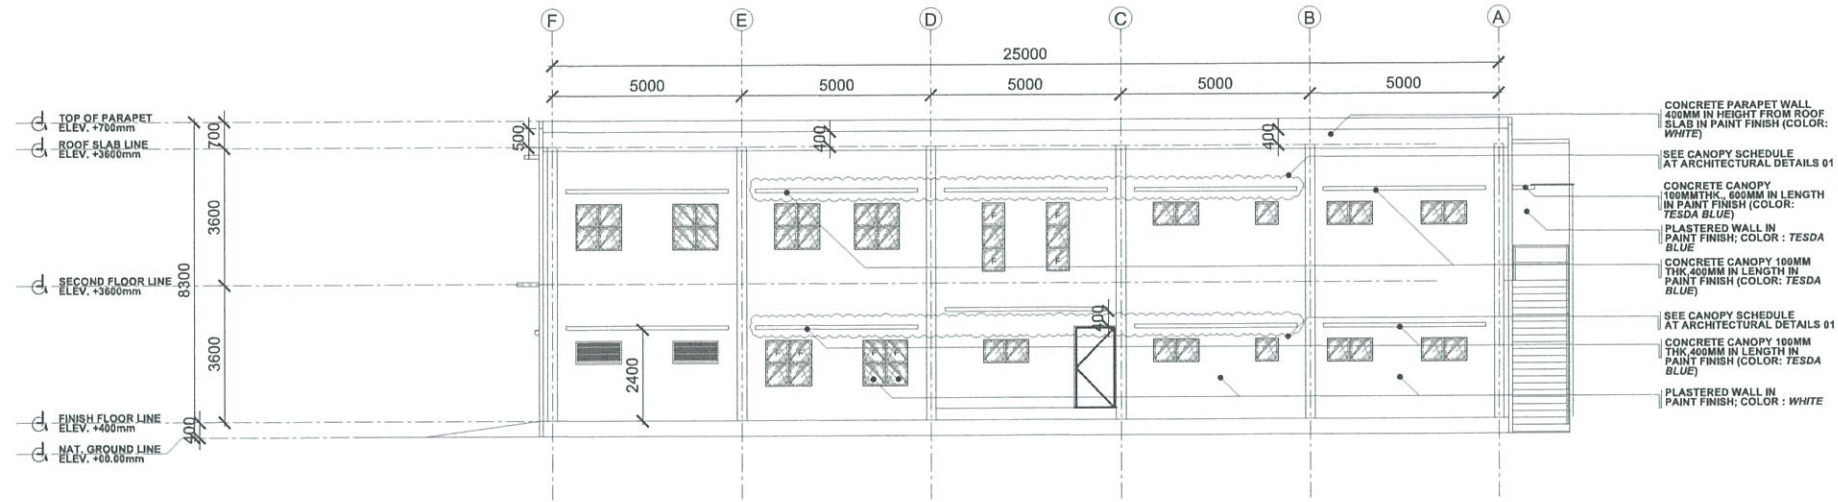 F E D C B A
25000
5000 5000 5000 5000 5000
TOP OF PARAPET
ELEV. +700mm
ROOF SLAB LINE
ELEV. +3600mm
700
500
400
400
3600
SECOND FLOOR LINE
ELEV. +3600mm
8300
3600
2400
400
FINISH FLOOR LINE
ELEV. +400mm
400
NAT. GROUND LINE
ELEV. +00.00mm
F F
F F
F F
F F
F F
F F
CONCRETE PARAPET WALL
400MM IN HEIGHT FROM ROOF
SLAB IN PAINT FINISH (COLOR:
WHITE)
SEE CANOPY SCHEDULE
AT ARCHITECTURAL DETAILS 01
CONCRETE CANOPY
100MMTHK., 600MM IN LENGTH
IN PAINT FINISH (COLOR:
TESDA BLUE)
PLASTERED WALL IN
PAINT FINISH; COLOR : TESDA
BLUE
CONCRETE CANOPY 100MM
THK,400MM IN LENGTH IN
PAINT FINISH (COLOR: TESDA
BLUE)
SEE CANOPY SCHEDULE
AT ARCHITECTURAL DETAILS 01
CONCRETE CANOPY 100MM
THK,400MM IN LENGTH IN
PAINT FINISH (COLOR: TESDA
BLUE)
PLASTERED WALL IN
PAINT FINISH; COLOR : WHITE